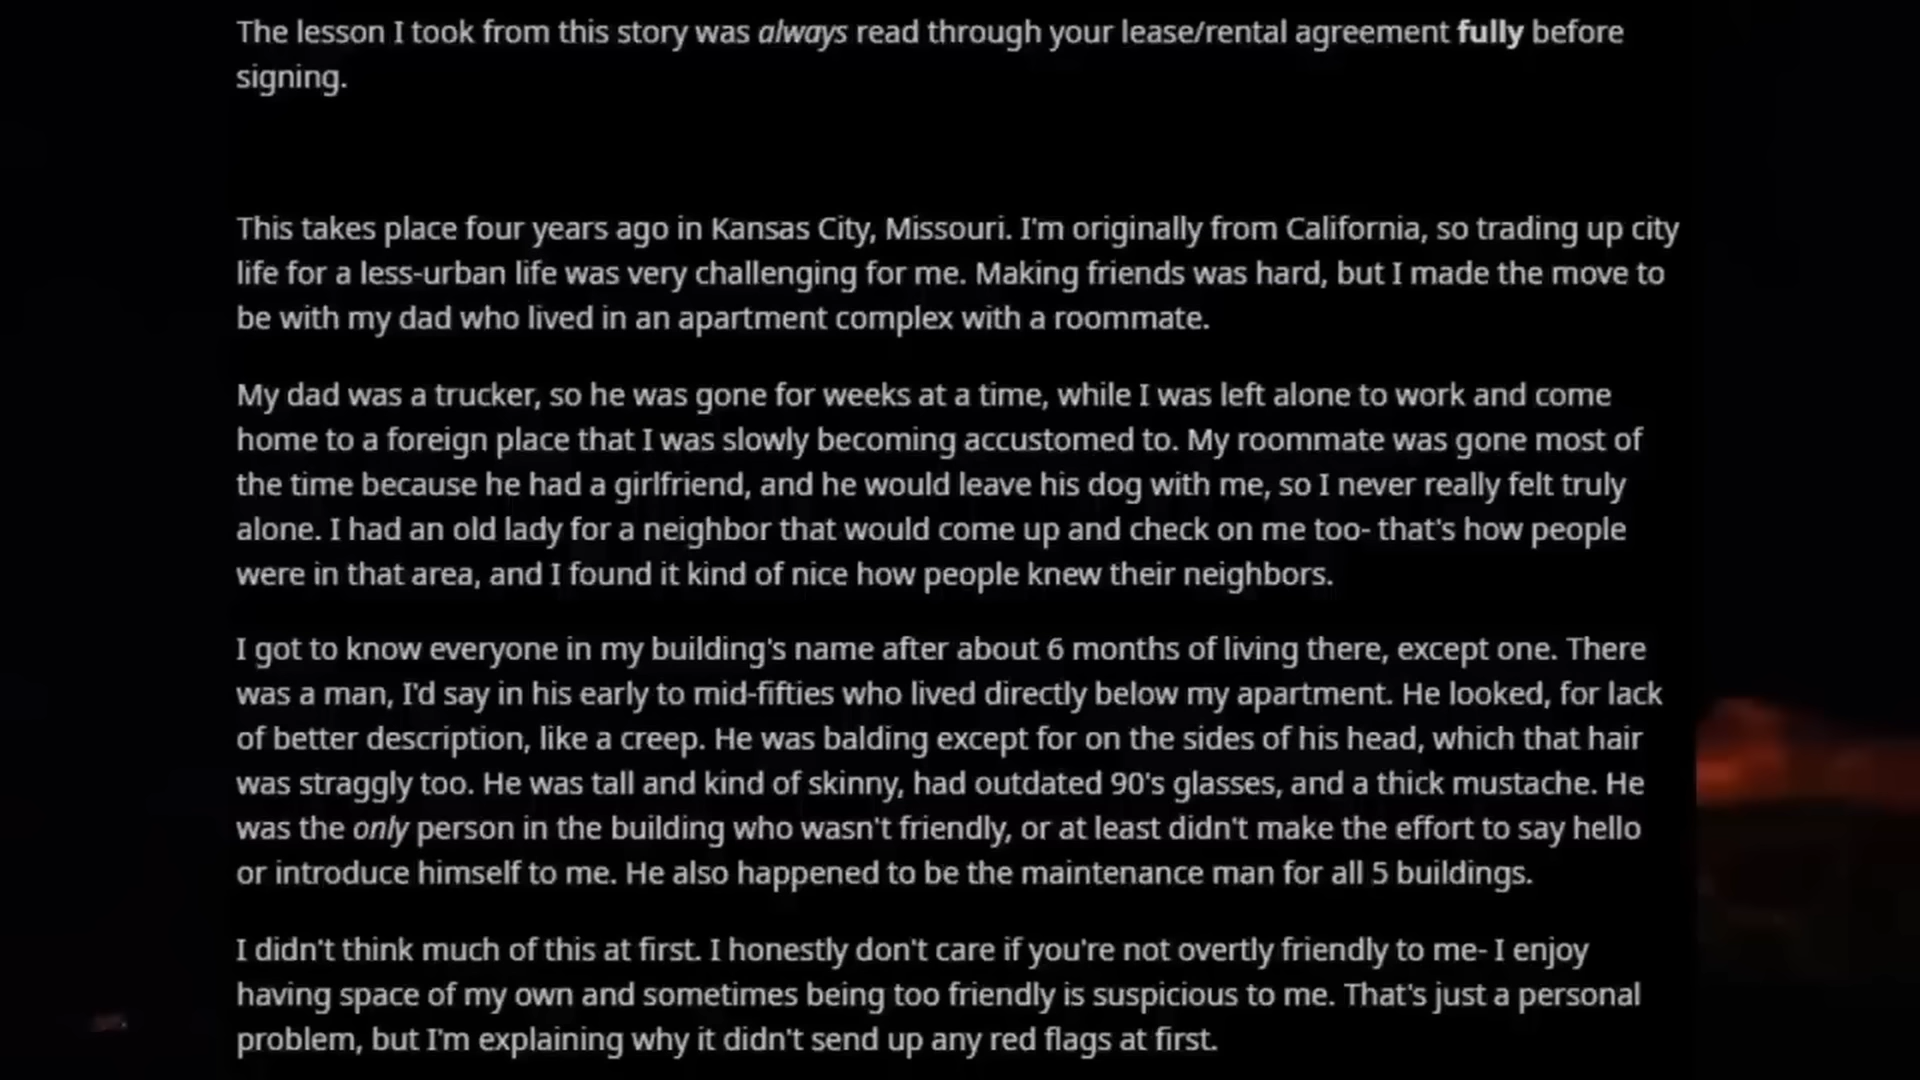 The lesson I took from this story was always read through your lease/rental agreement fully before
signing.
This takes place four years ago in Kansas City, Missouri. I'm originally from California, so trading up city
life for a less-urban life was very challenging for me. Making friends was hard, but I made the move to
be with my dad who lived in an apartment complex with a roommate.
My dad was a trucker, so he was gone for weeks at a time, while I was left alone to work and come
home to a foreign place that I was slowly becoming accustomed to. My roommate was gone most of
the time because he had a girlfriend, and he would leave his dog with me, so I never really felt truly
alone. I had an old lady for a neighbor that would come up and check on me too- that's how people
were in that area, and I found it kind of nice how people knew their neighbors.
I got to know everyone in my building's name after about 6 months of living there, except one. There
was a man, I'd say in his early to mid-fifties who lived directly below my apartment. He looked, for lack
of better description, like a creep. He was balding except for on the sides of his head, which that hair
was straggly too. He was tall and kind of skinny, had outdated 90's glasses, and a thick mustache. He
was the only person in the building who wasn't friendly, or at least didn't make the effort to say hello
or introduce himself to me. He also happened to be the maintenance man for all 5 buildings.
I didn't think much of this at first. I honestly don't care if you're not overtly friendly to me- I enjoy
having space of my own and sometimes being too friendly is suspicious to me. That's just a personal
problem, but I'm explaining why it didn't send up any red flags at first.